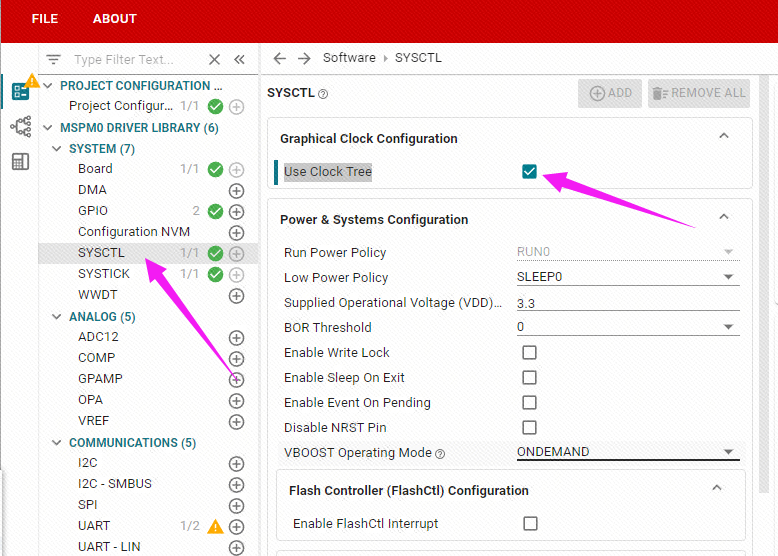 FILE ABOUT
Type Filter Text...
Software SYSCTL
PROJECT CONFIGURATION ...
Project Configur... 1/1
MSPM0 DRIVER LIBRARY (6)
SYSTEM (7)
Board 1/1
DMA
GPIO 2
Configuration NVM
SYSCTL 1/1
SYSTICK 1/1
WWDT
ANALOG (5)
ADC12
COMP
GPAMP
OPA
VREF
COMMUNICATIONS (5)
I2C
I2C - SMBUS
SPI
UART 1/2
UART - LIN
SYSCTL
ADD
REMOVE ALL
Graphical Clock Configuration
Use Clock Tree
Power & Systems Configuration
Run Power Policy RUN0
Low Power Policy SLEEP0
Supplied Operational Voltage (VDD)... 3.3
BOR Threshold 0
Enable Write Lock
Enable Sleep On Exit
Enable Event On Pending
Disable NRST Pin
VBOOST Operating Mode ONDEMAND
Flash Controller (FlashCtl) Configuration
Enable FlashCtl Interrupt